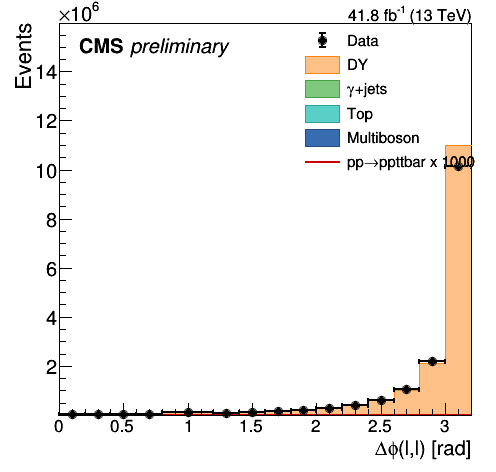 ×10⁶
41.8 fb⁻¹ (13 TeV)
Events
CMS preliminary
Data
DY
γ+jets
Top
Multiboson
pp→ppttbar x 1000
14
12
10
8
6
4
2
0 0.5 1 1.5 2 2.5 3
Δϕ(l,l) [rad]